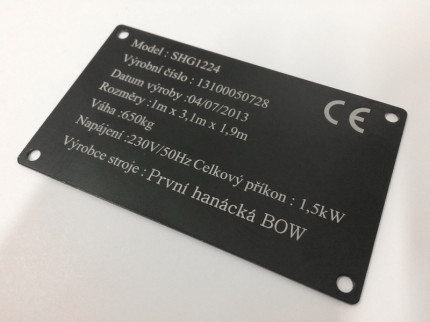 Model : SHG1224
Výrobní číslo : 13100050728
Datum výroby :04/07/2013
Rozměry :1m x 3,1m x 1,9m
Váha :650kg
Napájení :230V/50Hz Celkový příkon : 1,5kW
Výrobce stroje : První hanácká BOW
CE